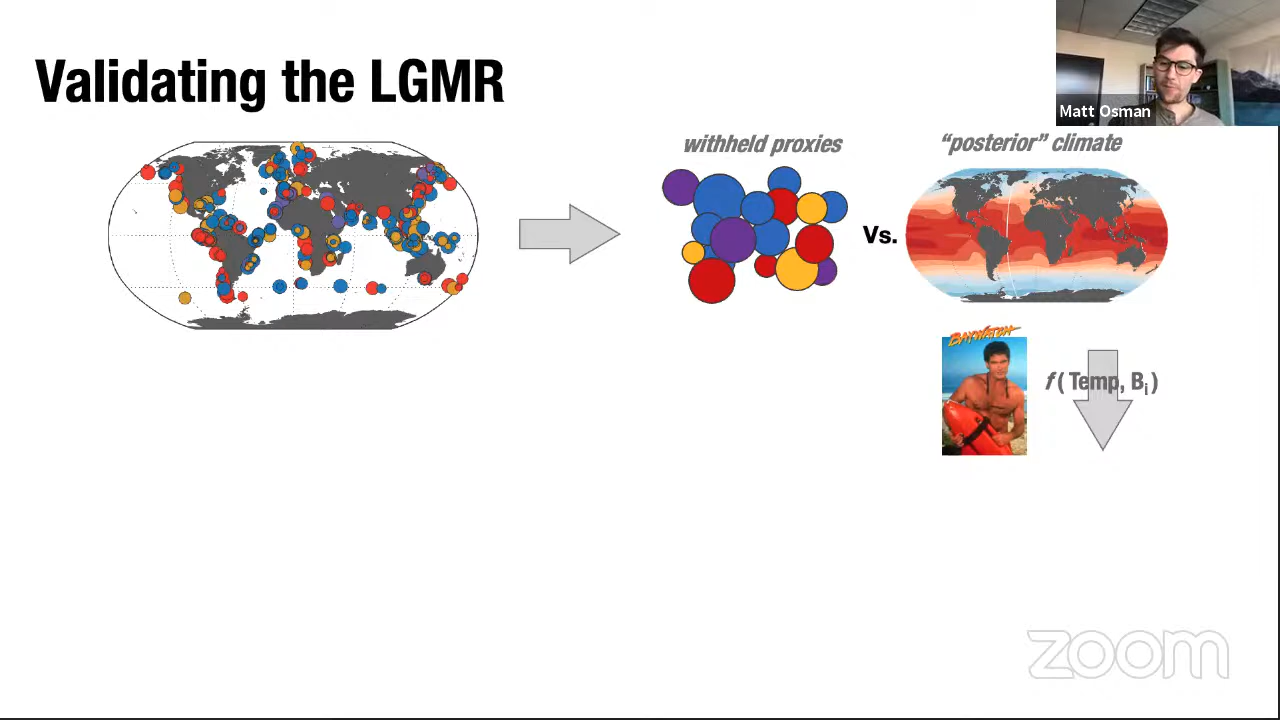 Validating the LGMR
Matt Osman
withheld proxies
"posterior" climate
Vs.
BAYWATCH
f ( Temp, Bi )
zoom